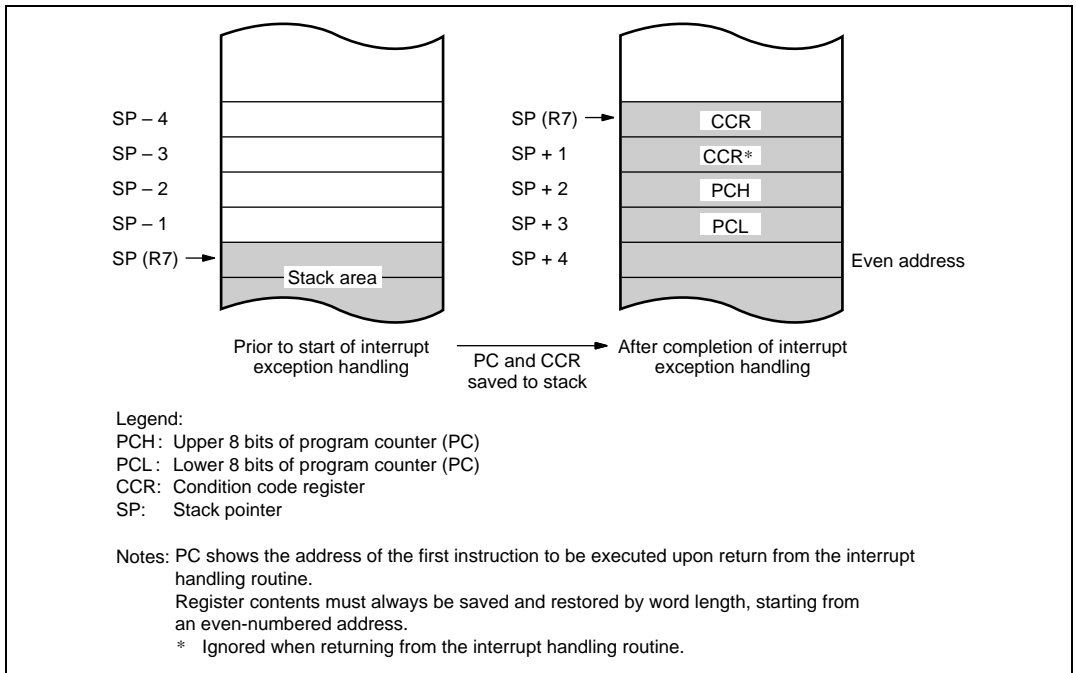 SP – 4
SP – 3
SP – 2
SP – 1
SP (R7)
Stack area
SP (R7)
SP + 1
SP + 2
SP + 3
SP + 4
CCR
CCR*
PCH
PCL
Even address
Prior to start of interrupt
exception handling
PC and CCR
saved to stack
After completion of interrupt
exception handling
Legend:
PCH: Upper 8 bits of program counter (PC)
PCL: Lower 8 bits of program counter (PC)
CCR: Condition code register
SP: Stack pointer
Notes: PC shows the address of the first instruction to be executed upon return from the interrupt
handling routine.
Register contents must always be saved and restored by word length, starting from
an even-numbered address.
* Ignored when returning from the interrupt handling routine.